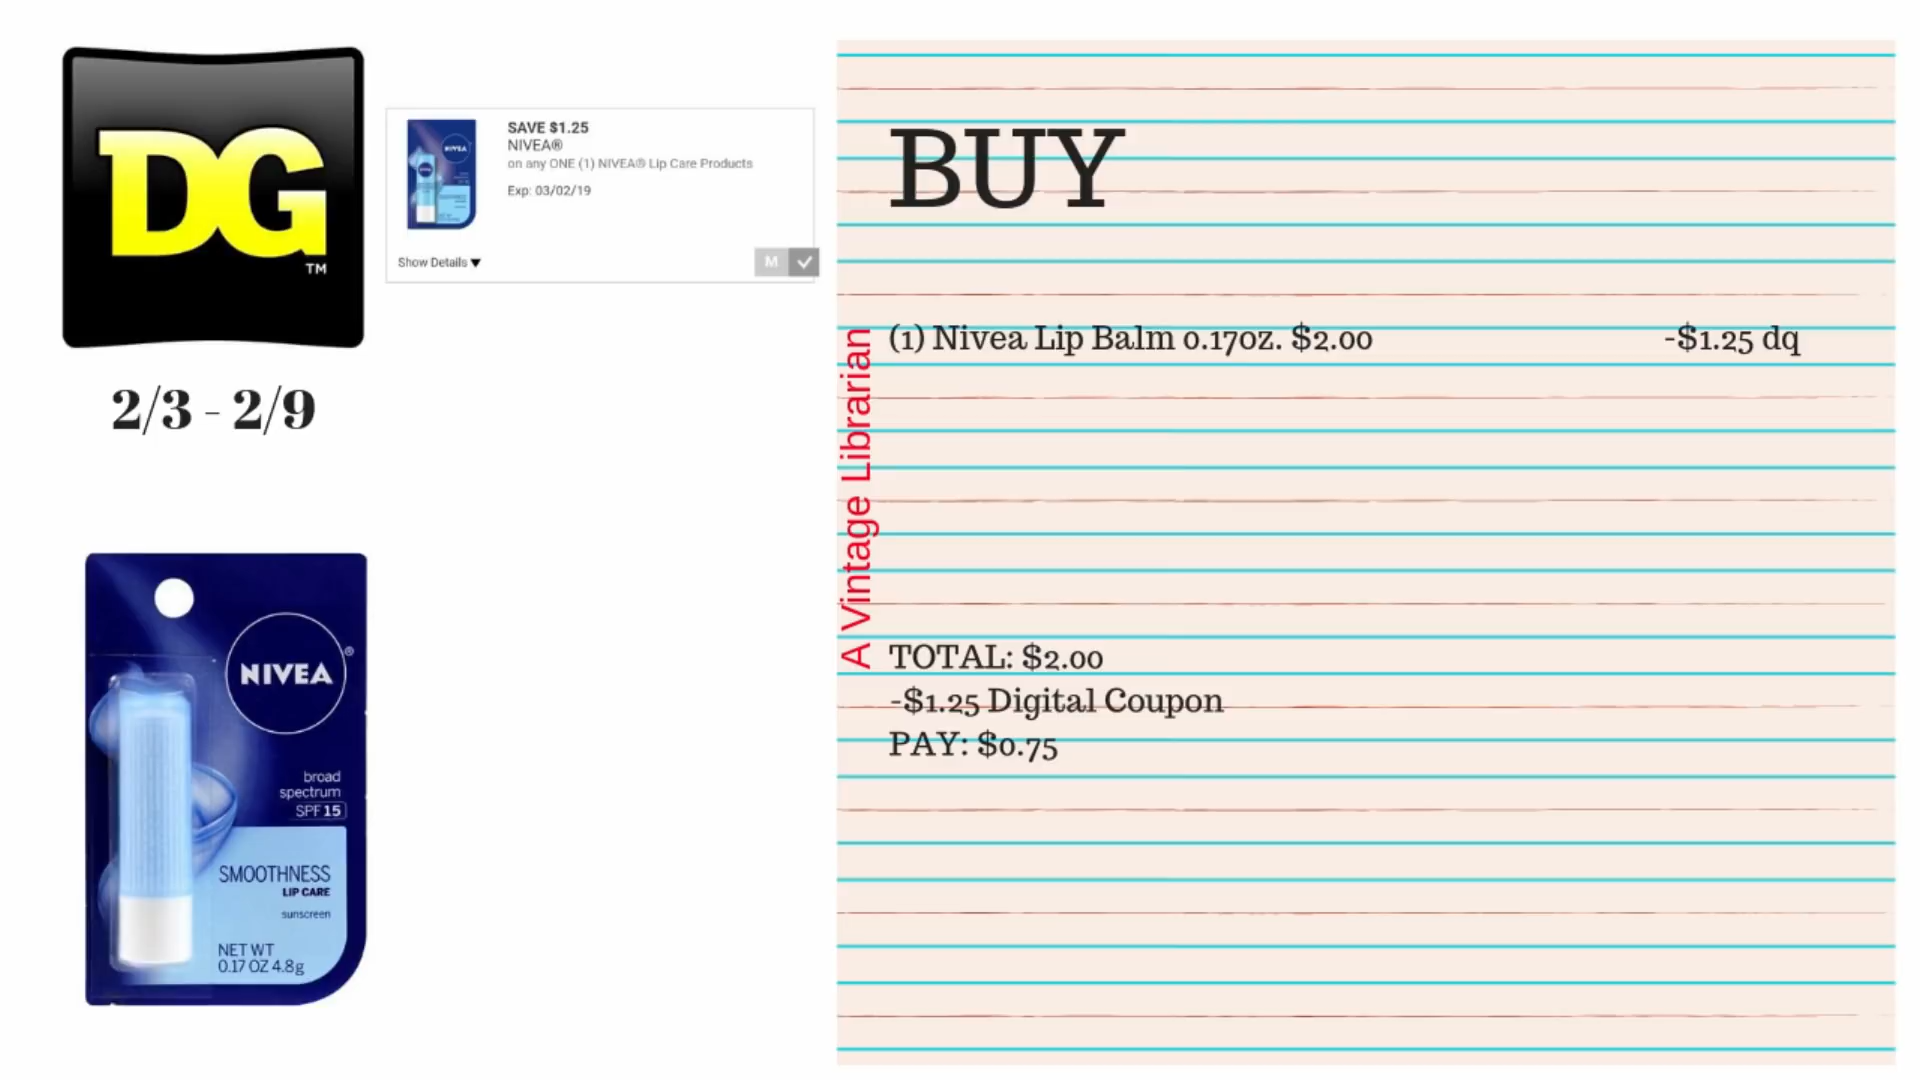 DG
TM
2/3 - 2/9
SAVE $1.25
NIVEA®
on any ONE (1) NIVEA® Lip Care Products
Exp: 03/02/19
Show Details ▼
M
NIVEA
NIVEA®
broad
spectrum
SPF 15
SMOOTHNESS
LIP CARE
sunscreen
NET WT
0.17 OZ 4.8g
A Vintage Librarian
BUY
(1) Nivea Lip Balm 0.17oz. $2.00 -$1.25 dq
TOTAL: $2.00
-$1.25 Digital Coupon
PAY: $0.75